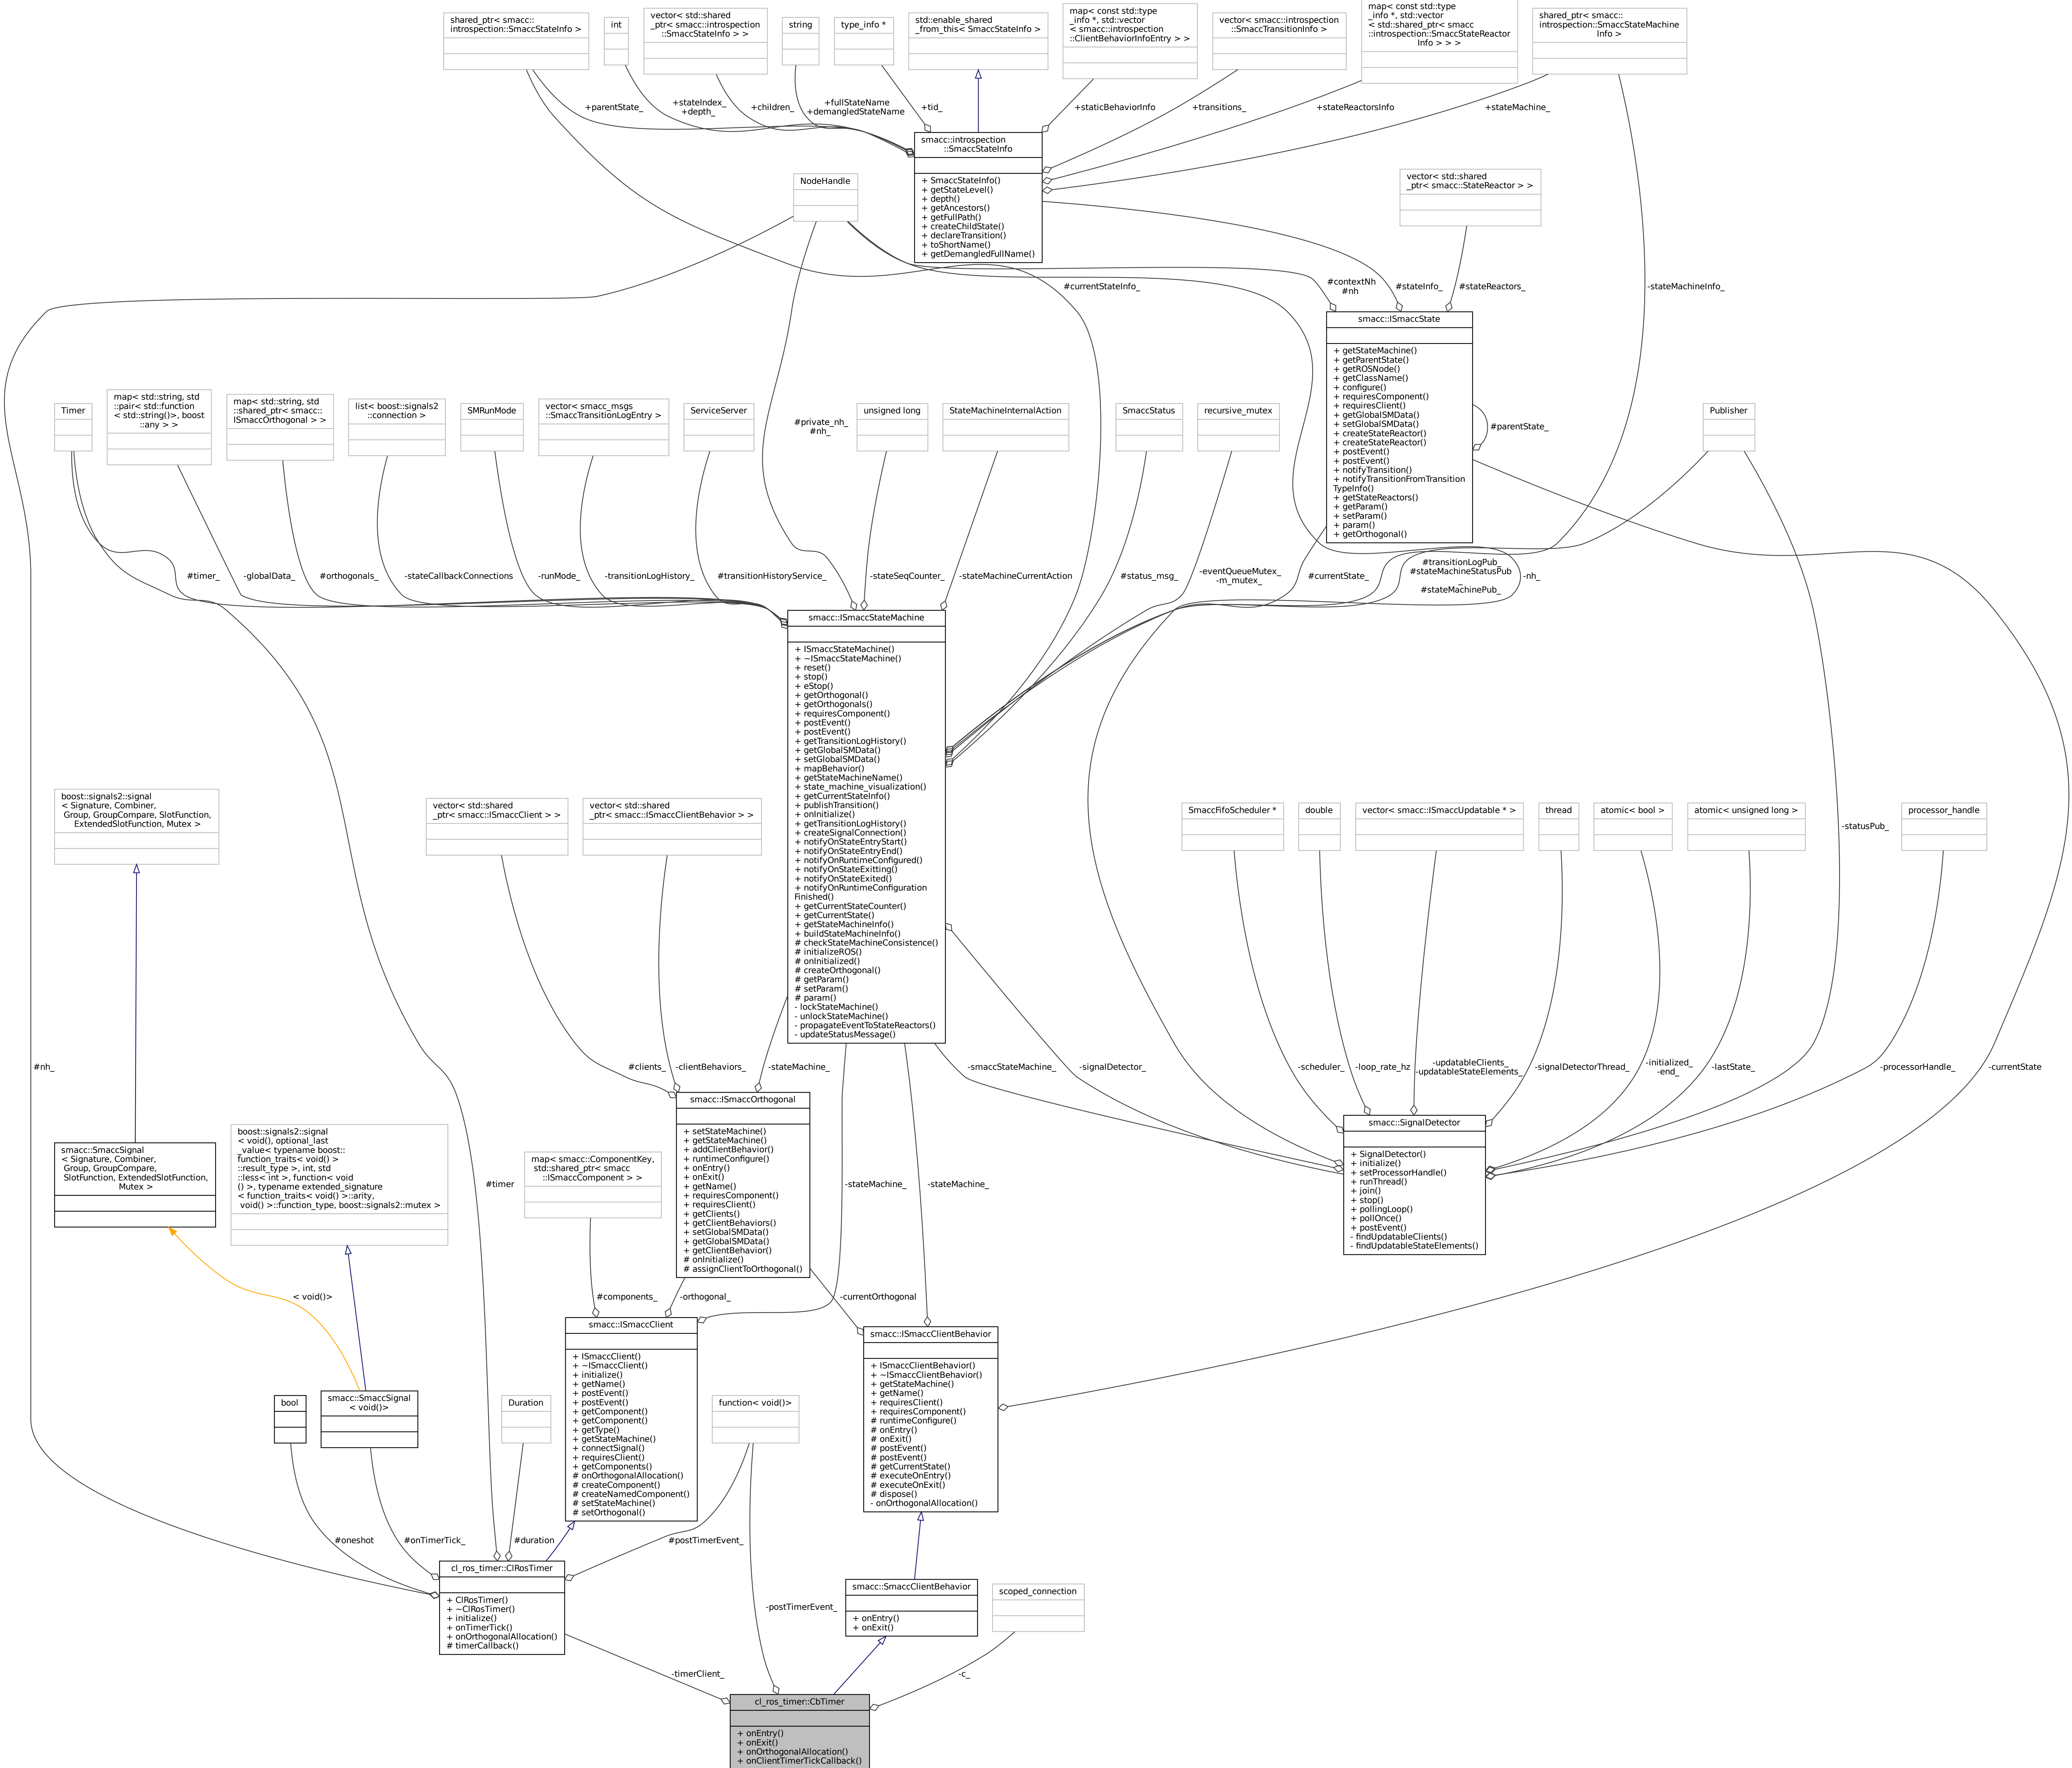 shared_ptr< smacc::
introspection::SmaccStateInfo >
int
vector< std::shared
_ptr< smacc::introspection
::SmaccStateInfo > >
string
type_info *
std::enable_shared
_from_this< SmaccStateInfo >
map< const std::type
_info *, std::vector
< smacc::introspection
::ClientBehaviorInfoEntry > >
vector< smacc::introspection
::SmaccTransitionInfo >
map< const std::type
_info *, std::vector
< std::shared_ptr< smacc
::introspection::SmaccStateReactor
Info > > >
shared_ptr< smacc::
introspection::SmaccStateMachine
Info >
+parentState_
+stateIndex_
+depth_
+children_
+fullStateName
+demangledStateName
+tid_
+staticBehaviorInfo
+transitions_
+stateReactorsInfo
+stateMachine_
smacc::introspection
::SmaccStateInfo
+ SmaccStateInfo()
+ getStateLevel()
+ depth()
+ getAncestors()
+ getFullPath()
+ createChildState()
+ declareTransition()
+ toShortName()
+ getDemangledFullName()
NodeHandle
vector< std::shared
_ptr< smacc::StateReactor > >
#currentStateInfo_
#contextNh
#nh
#stateInfo_
#stateReactors_
-stateMachineInfo_
smacc::ISmaccState
+ getStateMachine()
+ getParentState()
+ getROSNode()
+ getClassName()
+ configure()
+ requiresComponent()
+ requiresClient()
+ getGlobalSMData()
+ setGlobalSMData()
+ createStateReactor()
+ createStateReactor()
+ postEvent()
+ postEvent()
+ notifyTransition()
+ notifyTransitionFromTransition
TypeInfo()
+ getStateReactors()
+ getParam()
+ setParam()
+ param()
+ getOrthogonal()
#parentState_
Timer
map< std::string, std
::pair< std::function
< std::string()>, boost
::any > >
map< std::string, std
::shared_ptr< smacc::
ISmaccOrthogonal > >
list< boost::signals2
::connection >
SMRunMode
vector< smacc_msgs
::SmaccTransitionLogEntry >
ServiceServer
#private_nh_
#nh_
unsigned long
StateMachineInternalAction
SmaccStatus
recursive_mutex
Publisher
#timer_
-globalData_
#orthogonals_
-stateCallbackConnections
-runMode_
-transitionLogHistory_
#transitionHistoryService_
-stateSeqCounter_
-stateMachineCurrentAction
#status_msg_
-eventQueueMutex_
-m_mutex_
#currentState_
#transitionLogPub_
#stateMachineStatusPub
_
#stateMachinePub_
-nh_
smacc::ISmaccStateMachine
+ ISmaccStateMachine()
+ ~ISmaccStateMachine()
+ reset()
+ stop()
+ eStop()
+ getOrthogonal()
+ getOrthogonals()
+ requiresComponent()
+ postEvent()
+ postEvent()
+ getTransitionLogHistory()
+ getGlobalSMData()
+ setGlobalSMData()
+ mapBehavior()
+ getStateMachineName()
+ state_machine_visualization()
+ getCurrentStateInfo()
+ publishTransition()
+ onInitialize()
+ getTransitionLogHistory()
+ createSignalConnection()
+ notifyOnStateEntryStart()
+ notifyOnStateEntryEnd()
+ notifyOnRuntimeConfigured()
+ notifyOnStateExitting()
+ notifyOnStateExited()
+ notifyOnRuntimeConfiguration
Finished()
+ getCurrentStateCounter()
+ getCurrentState()
+ getStateMachineInfo()
+ buildStateMachineInfo()
# checkStateMachineConsistence()
# initializeROS()
# onInitialized()
# createOrthogonal()
# getParam()
# setParam()
# param()
- lockStateMachine()
- unlockStateMachine()
- propagateEventToStateReactors()
- updateStatusMessage()
boost::signals2::signal
< Signature, Combiner,
Group, GroupCompare, SlotFunction,
ExtendedSlotFunction, Mutex >
vector< std::shared
_ptr< smacc::ISmaccClient > >
vector< std::shared
_ptr< smacc::ISmaccClientBehavior > >
SmaccFifoScheduler *
double
vector< smacc::ISmaccUpdatable * >
thread
atomic< bool >
atomic< unsigned long >
-statusPub_
processor_handle
#nh_
#clients_
-clientBehaviors_
-stateMachine_
-smaccStateMachine_
-signalDetector_
-scheduler_
-loop_rate_hz
-updatableClients_
-updatableStateElements_
-signalDetectorThread_
-initialized_
-end_
-lastState_
-processorHandle_
-currentState
smacc::ISmaccOrthogonal
+ setStateMachine()
+ getStateMachine()
+ addClientBehavior()
+ runtimeConfigure()
+ onEntry()
+ onExit()
+ getName()
+ requiresComponent()
+ requiresClient()
+ getClients()
+ getClientBehaviors()
+ setGlobalSMData()
+ getGlobalSMData()
+ getClientBehavior()
# onInitialize()
# assignClientToOrthogonal()
smacc::SignalDetector
+ SignalDetector()
+ initialize()
+ setProcessorHandle()
+ runThread()
+ join()
+ stop()
+ pollingLoop()
+ pollOnce()
+ postEvent()
- findUpdatableClients()
- findUpdatableStateElements()
smacc::SmaccSignal
< Signature, Combiner,
Group, GroupCompare,
SlotFunction, ExtendedSlotFunction,
Mutex >
boost::signals2::signal
< void(), optional_last
_value< typename boost::
function_traits< void() >
::result_type >, int, std
::less< int >, function< void
() >, typename extended_signature
< function_traits< void() >::arity,
void() >::function_type, boost::signals2::mutex >
#timer
map< smacc::ComponentKey,
std::shared_ptr< smacc
::ISmaccComponent > >
-stateMachine_
-stateMachine_
< void()>
#components_
-orthogonal_
-currentOrthogonal
smacc::ISmaccClient
+ ISmaccClient()
+ ~ISmaccClient()
+ initialize()
+ getName()
+ postEvent()
+ postEvent()
+ getComponent()
+ getComponent()
+ getType()
+ getStateMachine()
+ connectSignal()
+ requiresClient()
+ getComponents()
# onOrthogonalAllocation()
# createComponent()
# createNamedComponent()
# setStateMachine()
# setOrthogonal()
smacc::ISmaccClientBehavior
+ ISmaccClientBehavior()
+ ~ISmaccClientBehavior()
+ getStateMachine()
+ getName()
+ requiresClient()
+ requiresComponent()
# runtimeConfigure()
# onEntry()
# onExit()
# postEvent()
# postEvent()
# getCurrentState()
# executeOnEntry()
# executeOnExit()
# dispose()
- onOrthogonalAllocation()
bool
smacc::SmaccSignal
< void()>
Duration
function< void()>
#oneshot
#onTimerTick_
#duration
#postTimerEvent_
cl_ros_timer::ClRosTimer
+ ClRosTimer()
+ ~ClRosTimer()
+ initialize()
+ onTimerTick()
+ onOrthogonalAllocation()
# timerCallback()
-postTimerEvent_
smacc::SmaccClientBehavior
+ onEntry()
+ onExit()
scoped_connection
-timerClient_
-c_
cl_ros_timer::CbTimer
+ onEntry()
+ onExit()
+ onOrthogonalAllocation()
+ onClientTimerTickCallback()